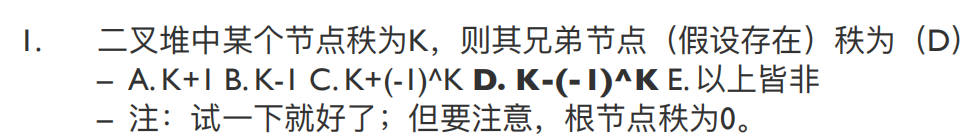 1. 二叉堆中某个节点秩为K，则其兄弟节点（假设存在）秩为（D）
– A. K+1 B. K-1 C. K+(-1)^K D. K-(-1)^K E. 以上皆非
– 注：试一下就好了；但要注意，根节点秩为0。